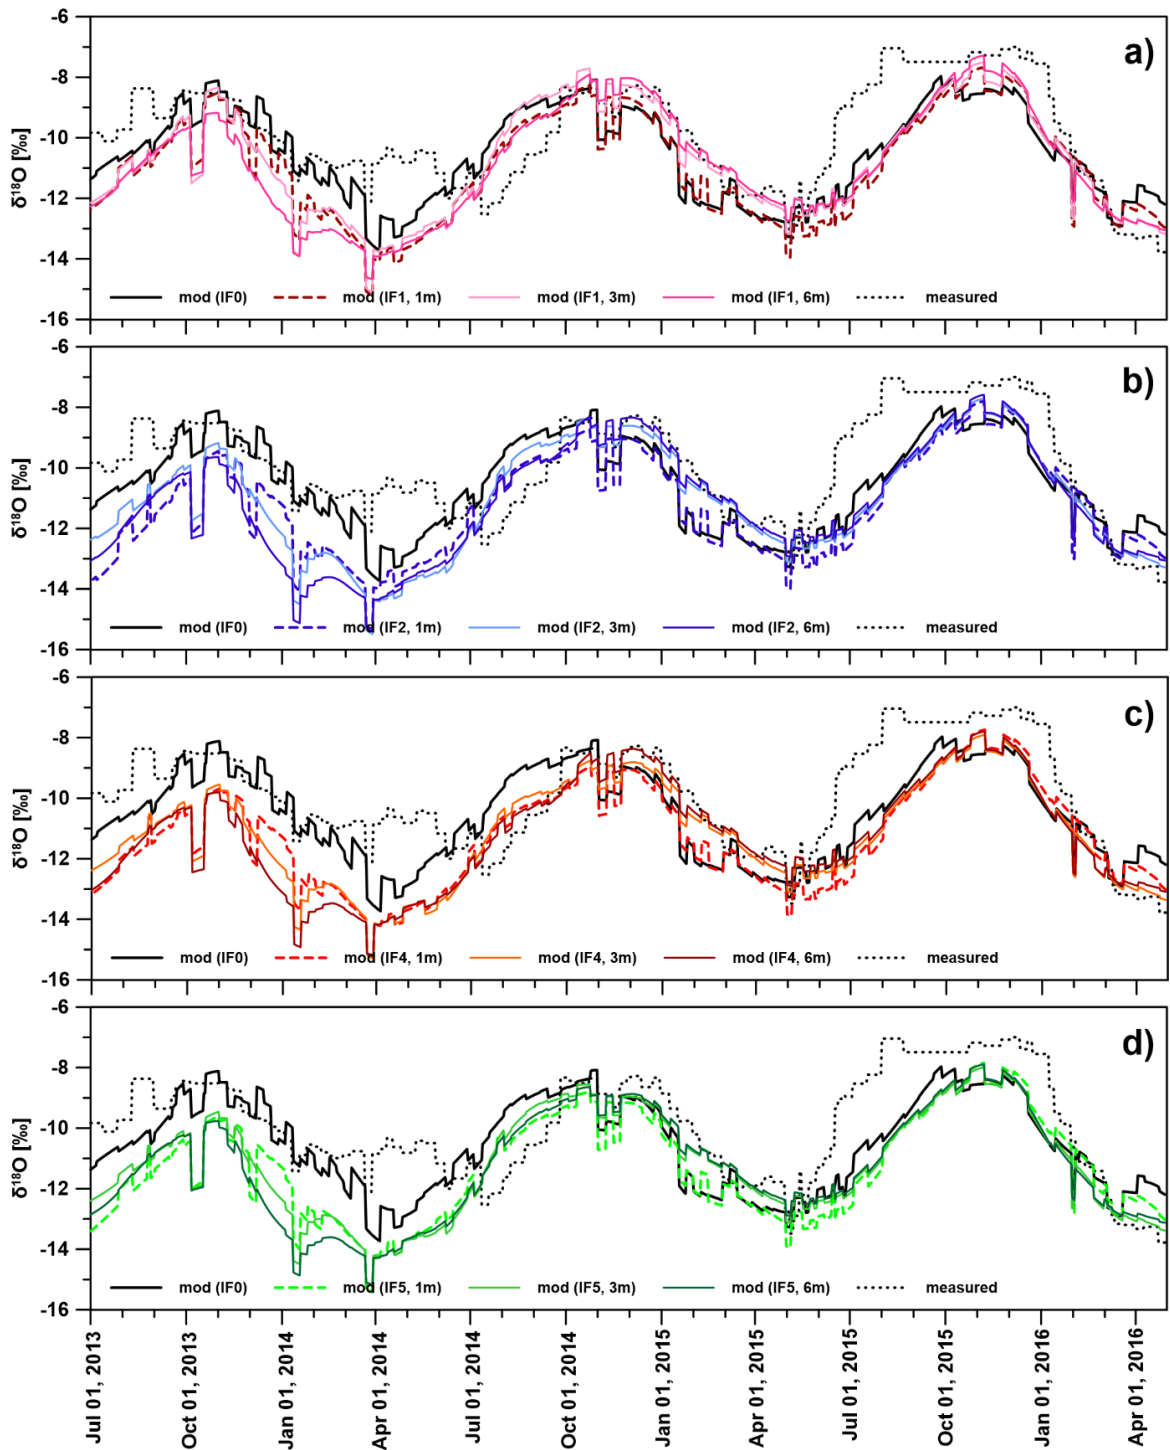 a)
δ¹⁸O [‰]
-6
-8
-10
-12
-14
-16
mod (IF0) mod (IF1, 1m) mod (IF1, 3m) mod (IF1, 6m) measured
b)
δ¹⁸O [‰]
-6
-8
-10
-12
-14
-16
mod (IF0) mod (IF2, 1m) mod (IF2, 3m) mod (IF2, 6m) measured
c)
δ¹⁸O [‰]
-6
-8
-10
-12
-14
-16
mod (IF0) mod (IF4, 1m) mod (IF4, 3m) mod (IF4, 6m) measured
d)
δ¹⁸O [‰]
-6
-8
-10
-12
-14
-16
mod (IF0) mod (IF5, 1m) mod (IF5, 3m) mod (IF5, 6m) measured
Jul 01, 2013
Oct 01, 2013
Jan 01, 2014
Apr 01, 2014
Jul 01, 2014
Oct 01, 2014
Jan 01, 2015
Apr 01, 2015
Jul 01, 2015
Oct 01, 2015
Jan 01, 2016
Apr 01, 2016